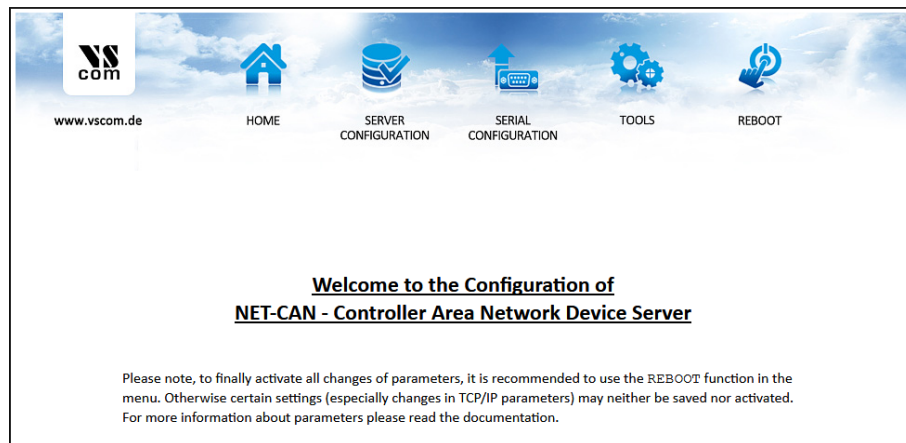 VS
com
www.vscom.de
HOME
SERVER
CONFIGURATION
SERIAL
CONFIGURATION
TOOLS
REBOOT
Welcome to the Configuration of
NET-CAN - Controller Area Network Device Server
Please note, to finally activate all changes of parameters, it is recommended to use the REBOOT function in the
menu. Otherwise certain settings (especially changes in TCP/IP parameters) may neither be saved nor activated.
For more information about parameters please read the documentation.